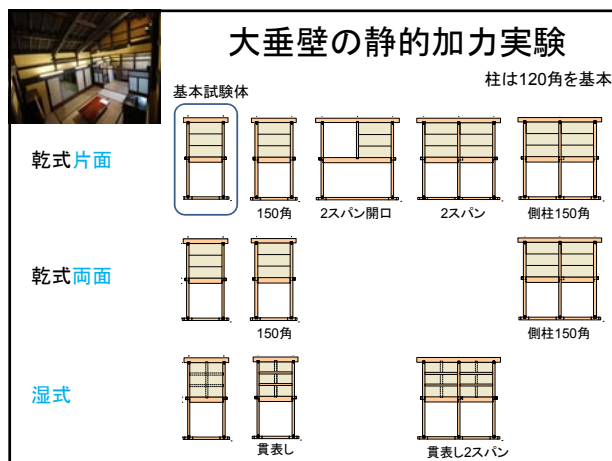 大垂壁の静的加力実験
柱は120角を基本
基本試験体
乾式片面
150角
2スパン開口
2スパン
側柱150角
乾式両面
150角
側柱150角
湿式
貫表し
貫表し2スパン